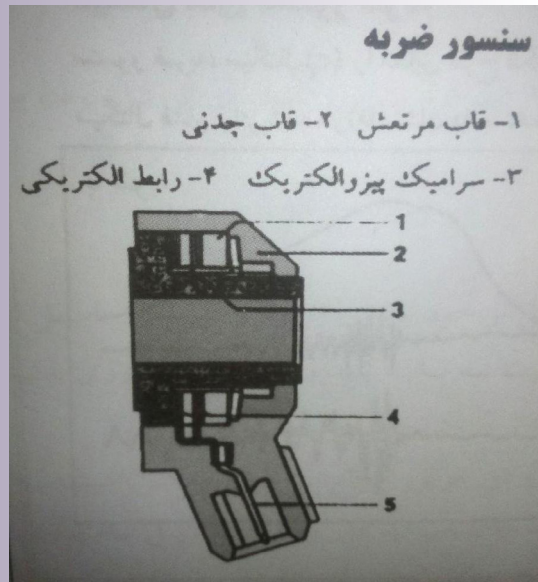 سنسور ضربه
۱- قاب مرتعش ۲- قاب چدنی
۳- سرامیک پیزوالکتریک ۴- رابط الکتریکی
1
2
3
4
5